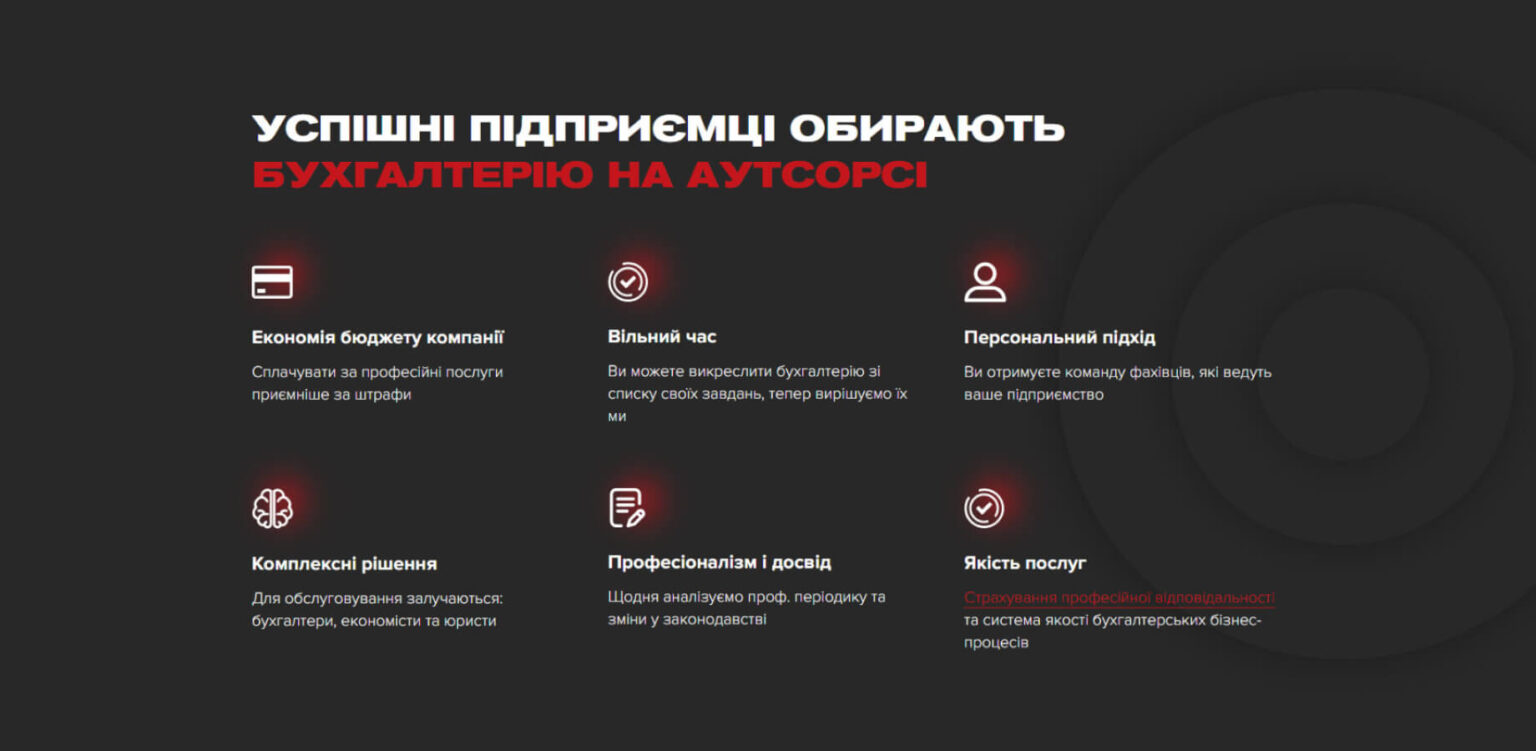 УСПІШНІ ПІДПРИЄМЦІ ОБИРАЮТЬ
БУХГАЛТЕРІЮ НА АУТСОРСІ
Економія бюджету компанії
Сплачувати за професійні послуги
приємніше за штрафи
Вільний час
Ви можете викреслити бухгалтерію зі
списку своїх завдань, тепер вирішуємо їх
ми
Персональний підхід
Ви отримуєте команду фахівців, які ведуть
ваше підприємство
Комплексні рішення
Для обслуговування залучаються:
бухгалтери, економісти та юристи
Професіоналізм і досвід
Щодня аналізуємо проф. періодику та
зміни у законодавстві
Якість послуг
Страхування професійної відповідальності
та система якості бухгалтерських бізнес-
процесів